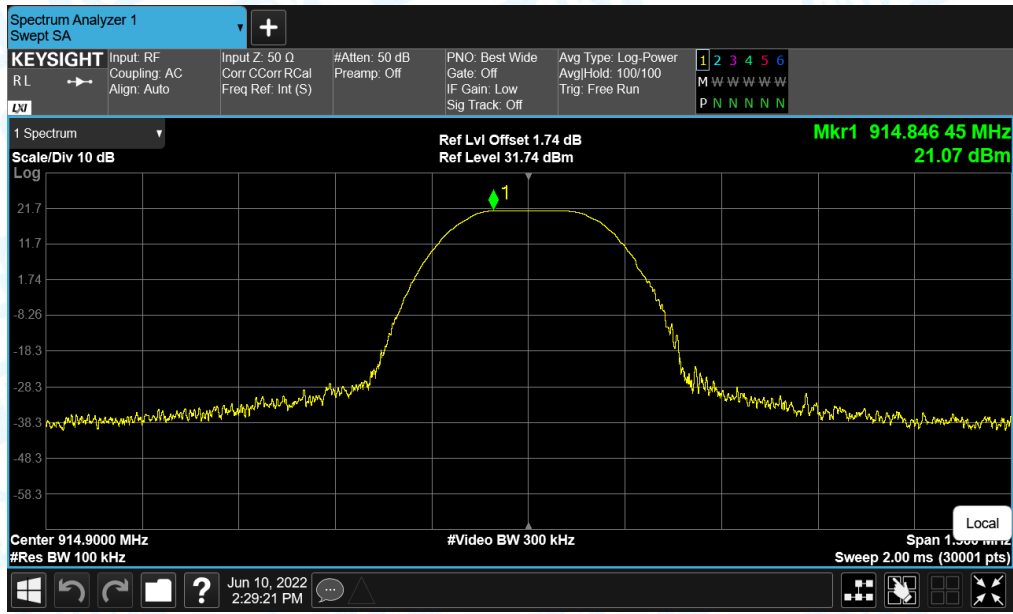 Spectrum Analyzer 1
Swept SA
KEYSIGHT
R L
LXI
Input: RF
Coupling: AC
Align: Auto
Input Z: 50 Ω
Corr CCorr RCal
Freq Ref: Int (S)
#Atten: 50 dB
Preamp: Off
PNO: Best Wide
Gate: Off
IF Gain: Low
Sig Track: Off
Avg Type: Log-Power
Avg|Hold: 100/100
Trig: Free Run
1 2 3 4 5 6
M W W W W W
P N N N N N
1 Spectrum
Scale/Div 10 dB
Log
Ref Lvl Offset 1.74 dB
Ref Level 31.74 dBm
Mkr1 914.846 45 MHz
21.07 dBm
1
21.7
11.7
1.74
-8.26
-18.3
-28.3
-38.3
-48.3
-58.3
Local
Center 914.9000 MHz
#Res BW 100 kHz
#Video BW 300 kHz
Span
Sweep 2.00 ms (30001 pts)
?
Jun 10, 2022
2:29:21 PM